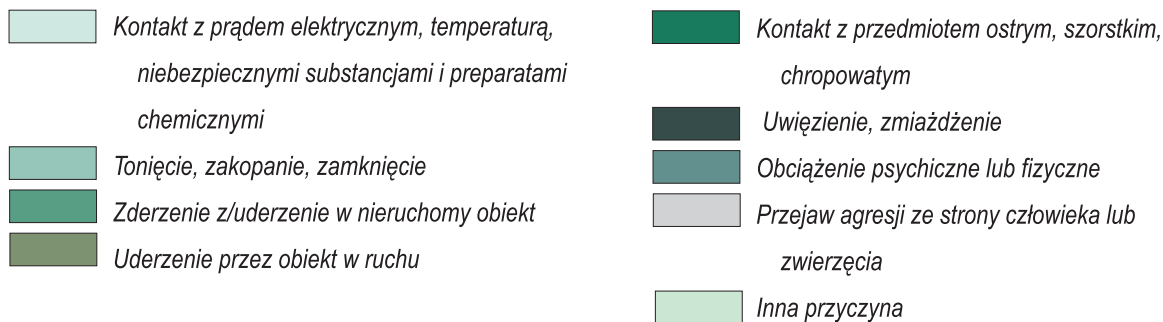 Kontakt z prądem elektrycznym, temperaturą,
niebezpiecznymi substancjami i preparatami
chemicznymi
Tonięcie, zakopanie, zamknięcie
Zderzenie z/uderzenie w nieruchomy obiekt
Uderzenie przez obiekt w ruchu
Kontakt z przedmiotem ostrym, szorstkim,
chropowatym
Uwięzienie, zmiażdżenie
Obciążenie psychiczne lub fizyczne
Przejaw agresji ze strony człowieka lub
zwierzęcia
Inna przyczyna